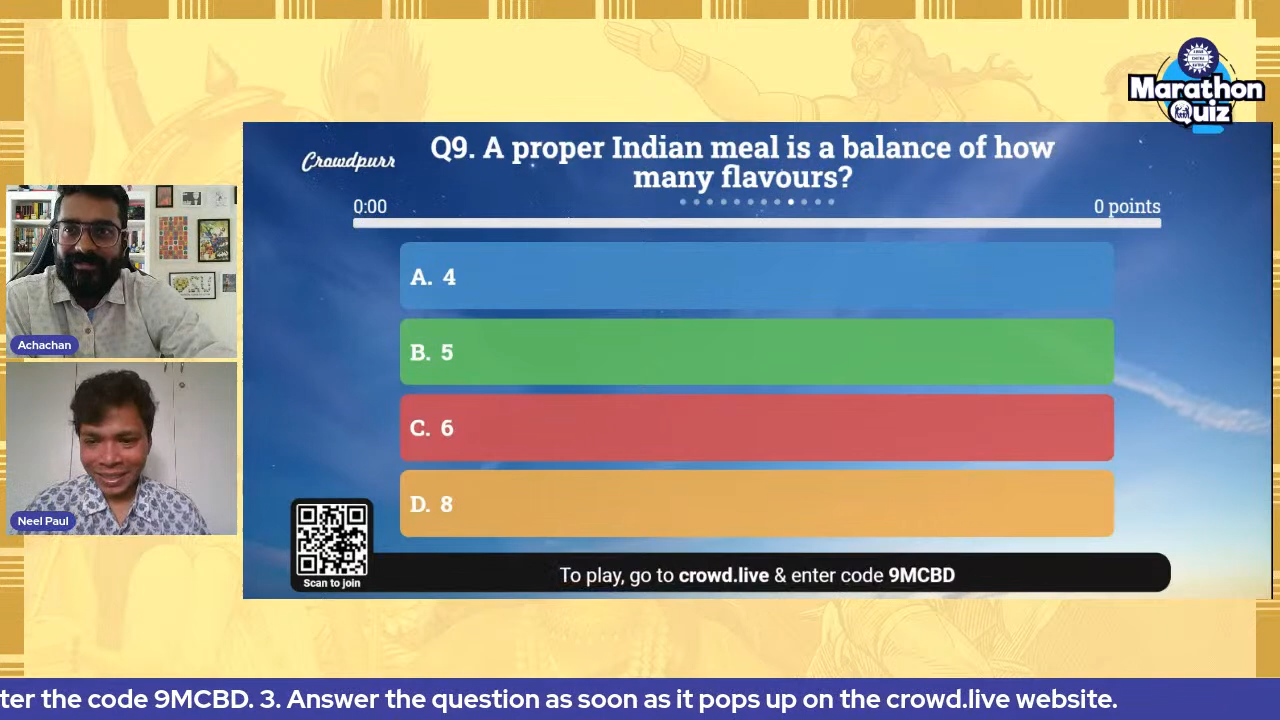 Marathon
Quiz
Crowdpurr
Q9. A proper Indian meal is a balance of how
many flavours?
0:00
0 points
A. 4
B. 5
C. 6
D. 8
Achachan
Neel Paul
Scan to join
To play, go to crowd.live & enter code 9MCBD
ter the code 9MCBD. 3. Answer the question as soon as it pops up on the crowd.live website.